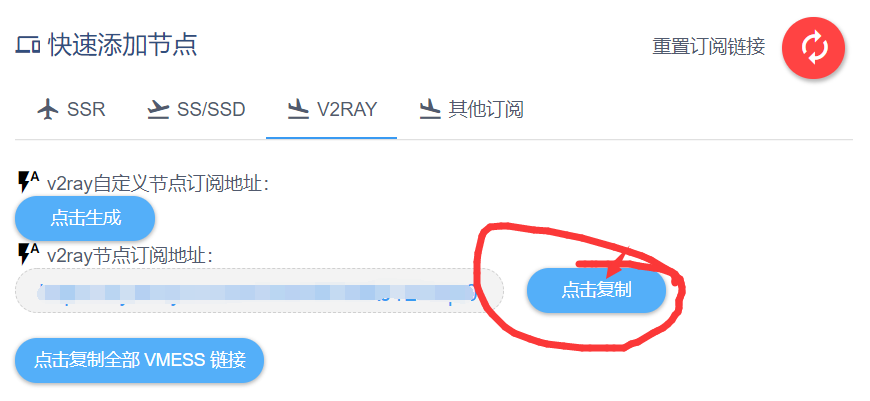 快速添加节点
重置订阅链接
SSR
SS/SSD
V2RAY
其他订阅
v2ray自定义节点订阅地址:
点击生成
v2ray节点订阅地址:
点击复制
点击复制全部 VMESS 链接